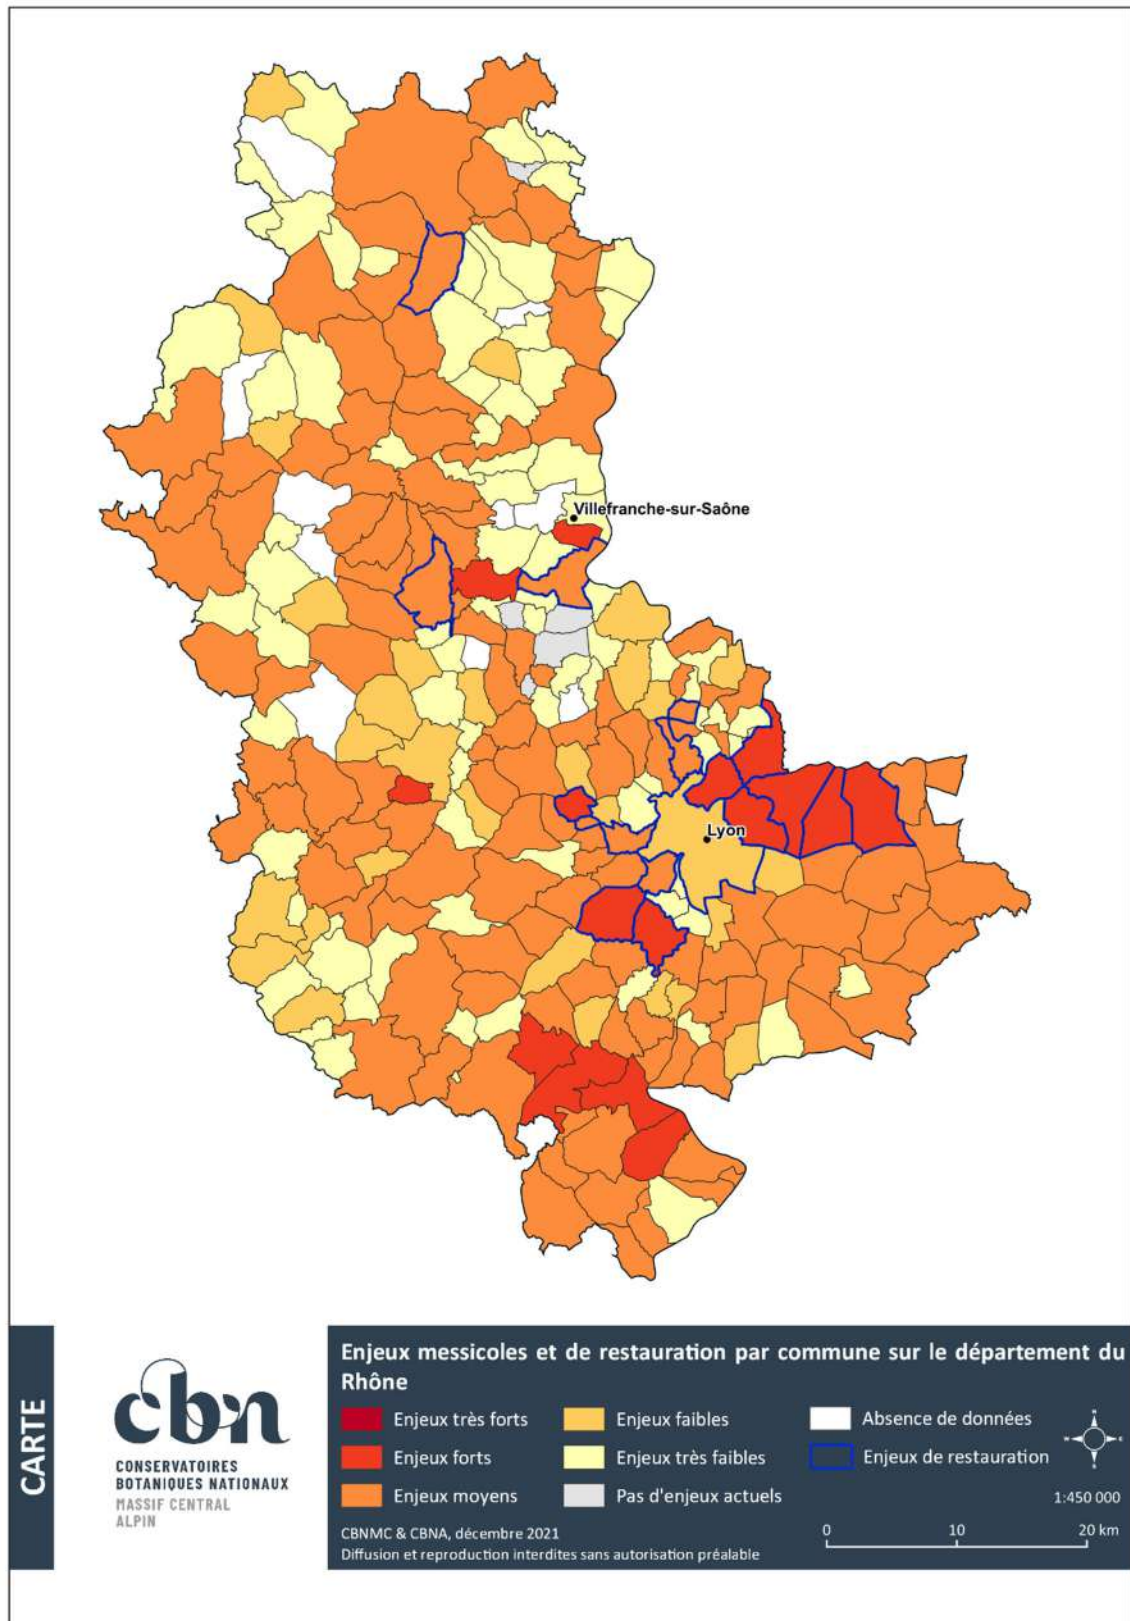 Villefranche-sur-Saône
Lyon
CARTE
cbn
CONSERVATOIRES
BOTANIQUES NATIONAUX
MASSIF CENTRAL
ALPIN
Enjeux messicoles et de restauration par commune sur le département du
Rhône
Enjeux très forts
Enjeux forts
Enjeux moyens
Enjeux faibles
Enjeux très faibles
Pas d'enjeux actuels
Absence de données
Enjeux de restauration
1:450 000
0 10 20 km
CBNMC & CBNA, décembre 2021
Diffusion et reproduction interdites sans autorisation préalable